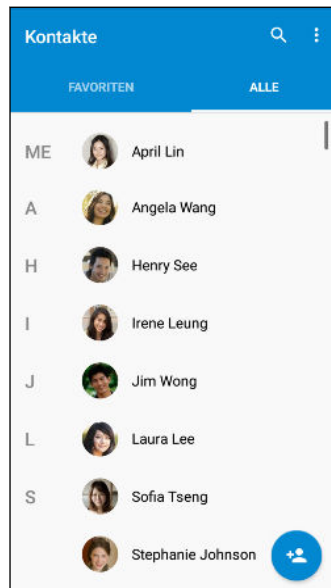 Kontakte
FAVORITEN ALLE
ME April Lin
A Angela Wang
H Henry See
I Irene Leung
J Jim Wong
L Laura Lee
S Sofia Tseng
Stephanie Johnson